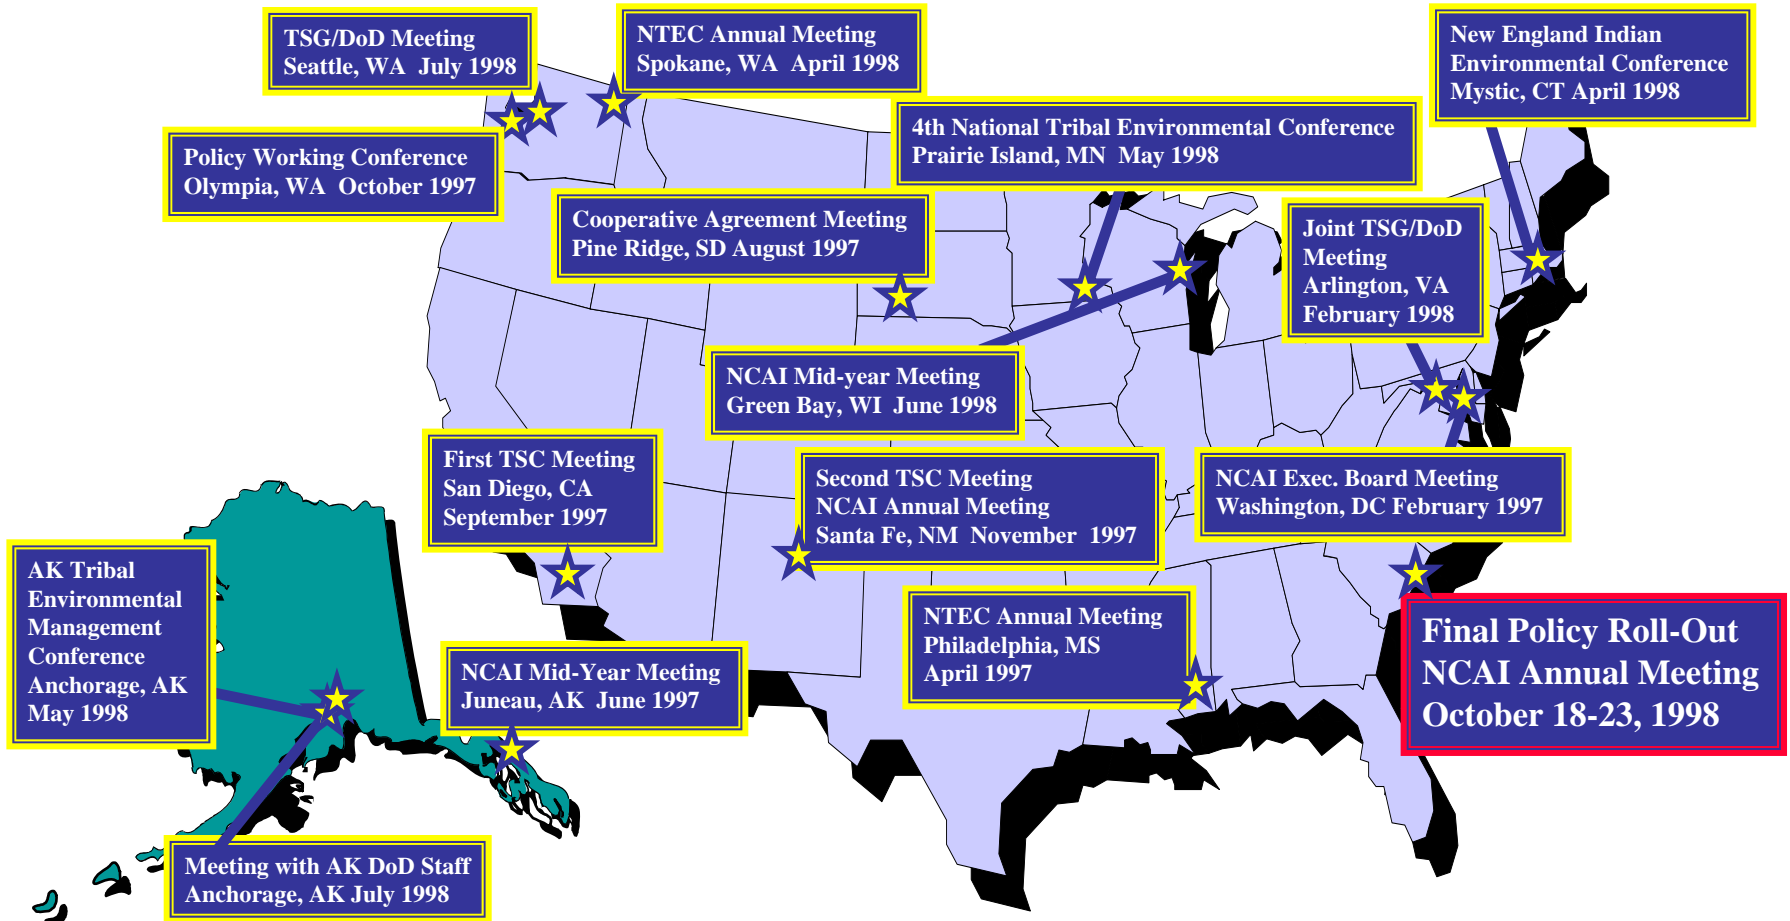 TSG/DoD Meeting
Seattle, WA July 1998
NTEC Annual Meeting
Spokane, WA April 1998
New England Indian
Environmental Conference
Mystic, CT April 1998
4th National Tribal Environmental Conference
Prairie Island, MN May 1998
Policy Working Conference
Olympia, WA October 1997
Cooperative Agreement Meeting
Pine Ridge, SD August 1997
Joint TSG/DoD
Meeting
Arlington, VA
February 1998
NCAI Mid-year Meeting
Green Bay, WI June 1998
First TSC Meeting
San Diego, CA
September 1997
Second TSC Meeting
NCAI Annual Meeting
Santa Fe, NM November 1997
NCAI Exec. Board Meeting
Washington, DC February 1997
AK Tribal
Environmental
Management
Conference
Anchorage, AK
May 1998
NCAI Mid-Year Meeting
Juneau, AK June 1997
NTEC Annual Meeting
Philadelphia, MS
April 1997
Final Policy Roll-Out
NCAI Annual Meeting
October 18-23, 1998
Meeting with AK DoD Staff
Anchorage, AK July 1998